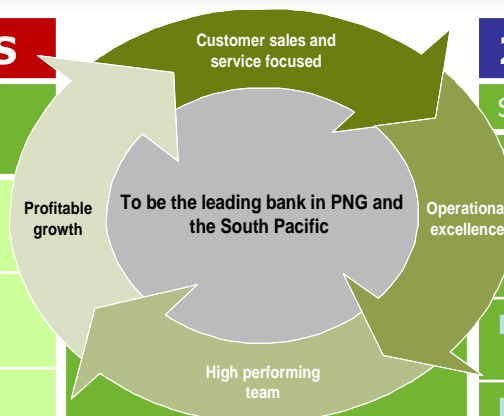 S
2
Customer sales and
service focused
S
To be the leading bank in PNG and
the South Pacific
Profitable
growth
Operationa
excellence
High performing
team